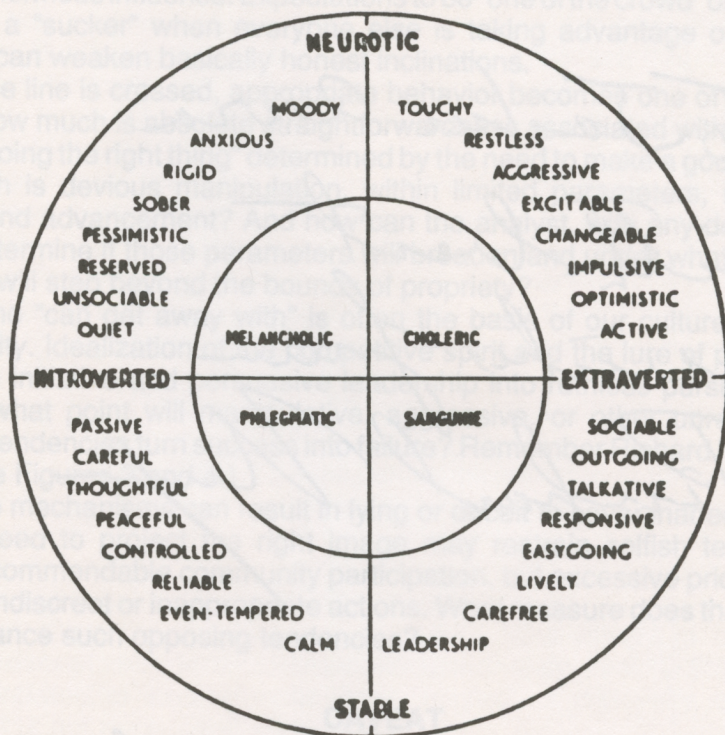 NEUROTIC
MOODY TOUCHY
ANXIOUS RESTLESS
RIGID AGGRESSIVE
SOBER EXCITABLE
PESSIMISTIC CHANGEABLE
RESERVED IMPULSIVE
UNSOCIABLE OPTIMISTIC
QUIET MELANCHOLIC CHOLERIC ACTIVE
INTROVERTED EXTRAVERTED
PHLEGMATIC SANGUINE
PASSIVE SOCIABLE
CAREFUL OUTGOING
THOUGHTFUL TALKATIVE
PEACEFUL RESPONSIVE
CONTROLLED EASYGOING
RELIABLE LIVELY
EVEN-TEMPERED CAREFREE
CALM LEADERSHIP
STABLE